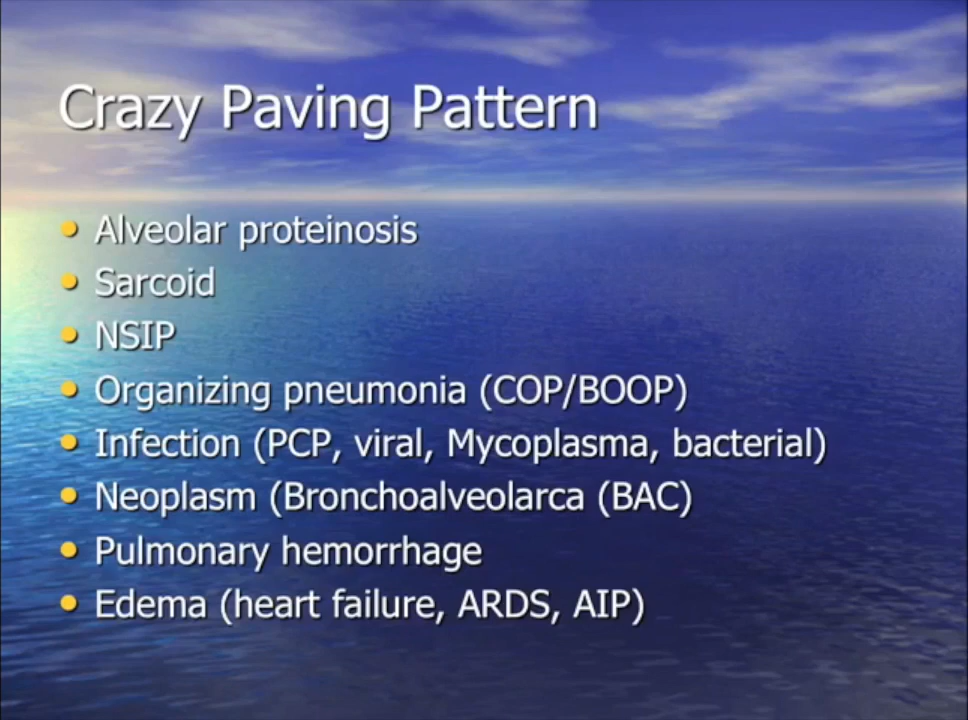 Crazy Paving Pattern
• Alveolar proteinosis
• Sarcoid
• NSIP
• Organizing pneumonia (COP/BOOP)
• Infection (PCP, viral, Mycoplasma, bacterial)
• Neoplasm (Bronchoalveolarca (BAC)
• Pulmonary hemorrhage
• Edema (heart failure, ARDS, AIP)